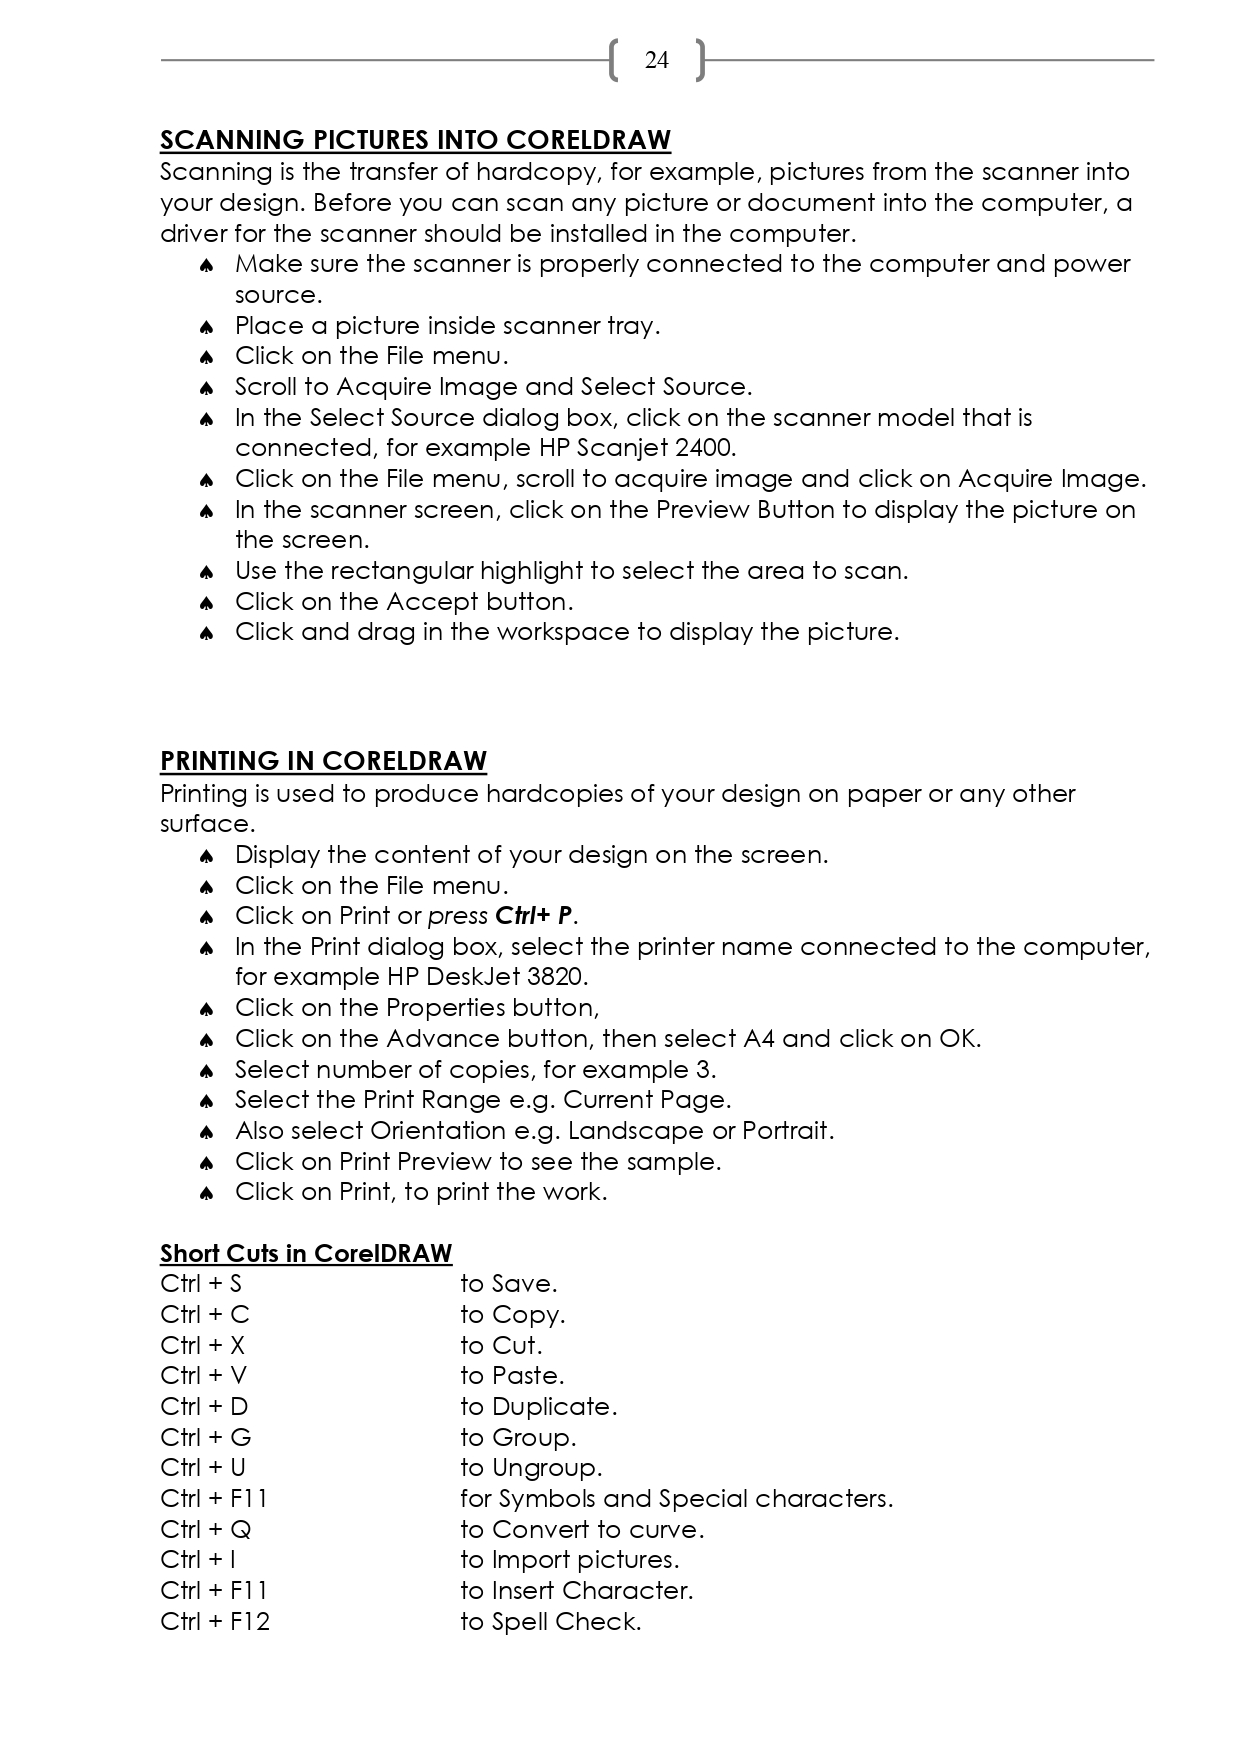 24
SCANNING PICTURES INTO CORELDRAW
Scanning is the transfer of hardcopy, for example, pictures from the scanner into
your design. Before you can scan any picture or document into the computer, a
driver for the scanner should be installed in the computer.
♠ Make sure the scanner is properly connected to the computer and power
source.
♠ Place a picture inside scanner tray.
♠ Click on the File menu.
♠ Scroll to Acquire Image and Select Source.
♠ In the Select Source dialog box, click on the scanner model that is
connected, for example HP Scanjet 2400.
♠ Click on the File menu, scroll to acquire image and click on Acquire Image.
♠ In the scanner screen, click on the Preview Button to display the picture on
the screen.
♠ Use the rectangular highlight to select the area to scan.
♠ Click on the Accept button.
♠ Click and drag in the workspace to display the picture.
PRINTING IN CORELDRAW
Printing is used to produce hardcopies of your design on paper or any other
surface.
♠ Display the content of your design on the screen.
♠ Click on the File menu.
♠ Click on Print or press Ctrl+ P.
♠ In the Print dialog box, select the printer name connected to the computer,
for example HP DeskJet 3820.
♠ Click on the Properties button,
♠ Click on the Advance button, then select A4 and click on OK.
♠ Select number of copies, for example 3.
♠ Select the Print Range e.g. Current Page.
♠ Also select Orientation e.g. Landscape or Portrait.
♠ Click on Print Preview to see the sample.
♠ Click on Print, to print the work.
Short Cuts in CorelDRAW
Ctrl + S to Save.
Ctrl + C to Copy.
Ctrl + X to Cut.
Ctrl + V to Paste.
Ctrl + D to Duplicate.
Ctrl + G to Group.
Ctrl + U to Ungroup.
Ctrl + F11 for Symbols and Special characters.
Ctrl + Q to Convert to curve.
Ctrl + I to Import pictures.
Ctrl + F11 to Insert Character.
Ctrl + F12 to Spell Check.